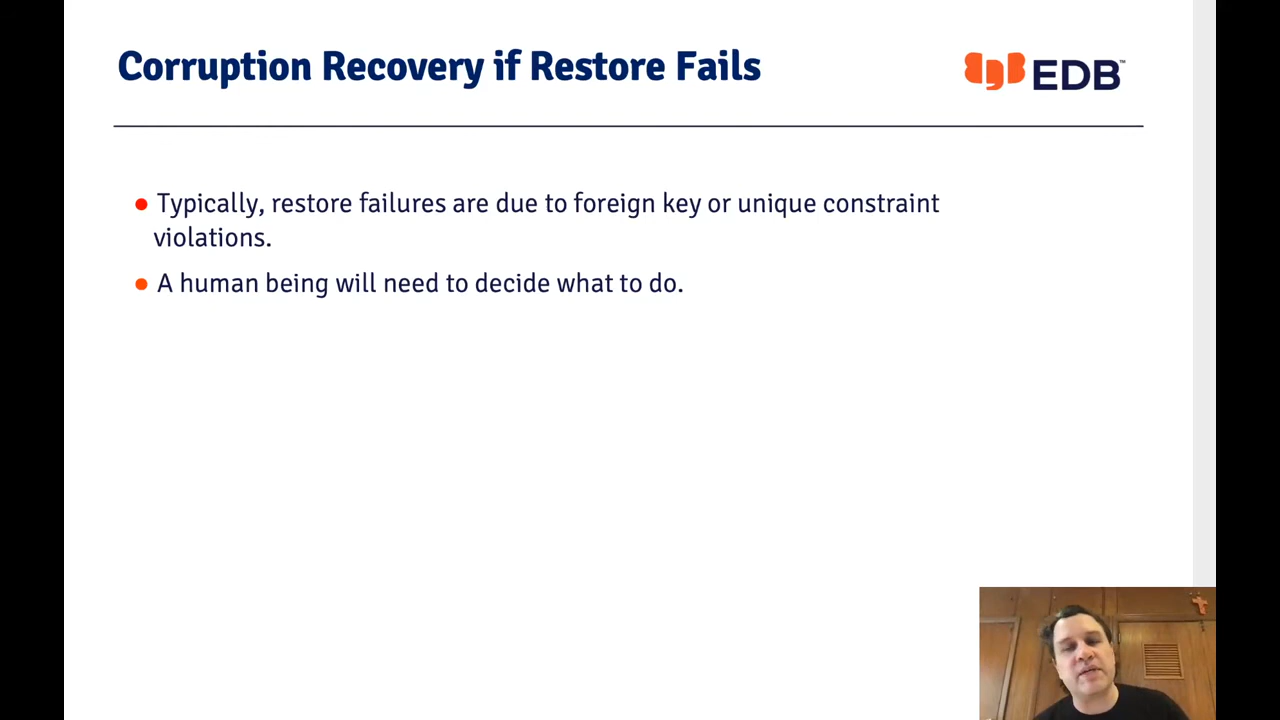 Corruption Recovery if Restore Fails
EDB™
● Typically, restore failures are due to foreign key or unique constraint
violations.
● A human being will need to decide what to do.